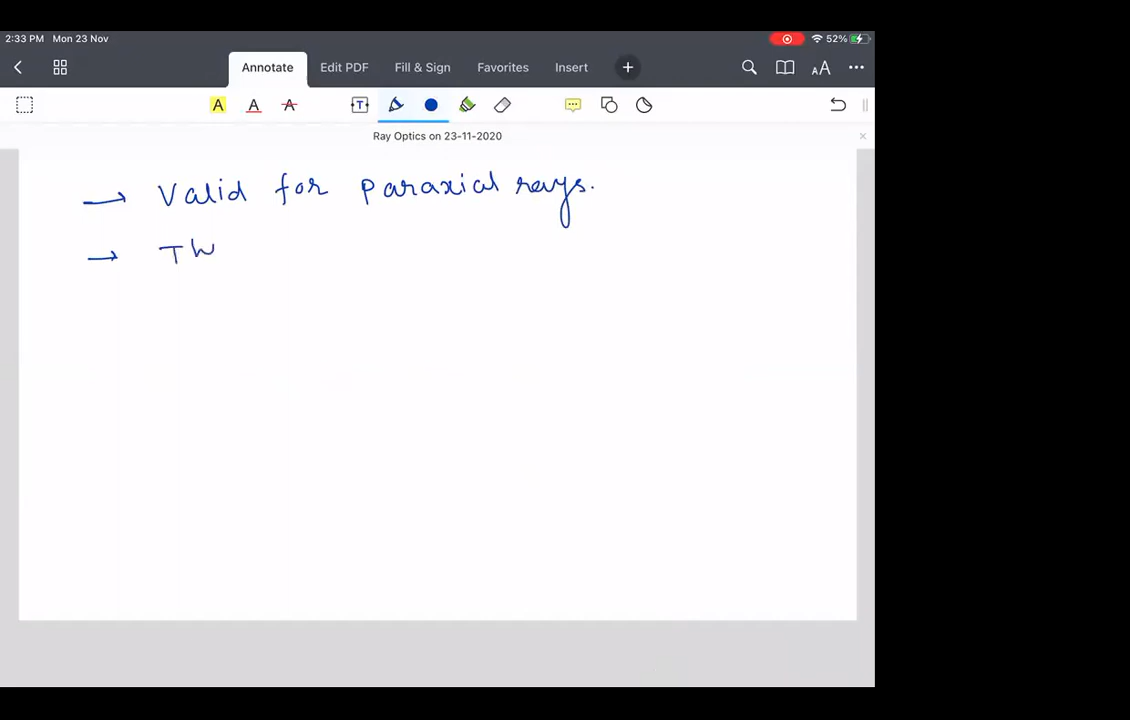 2:33 PM Mon 23 Nov
52%
Annotate Edit PDF Fill & Sign Favorites Insert
AA
A A A T
Ray Optics on 23-11-2020
→ Valid for paraxial rays.
→ Th